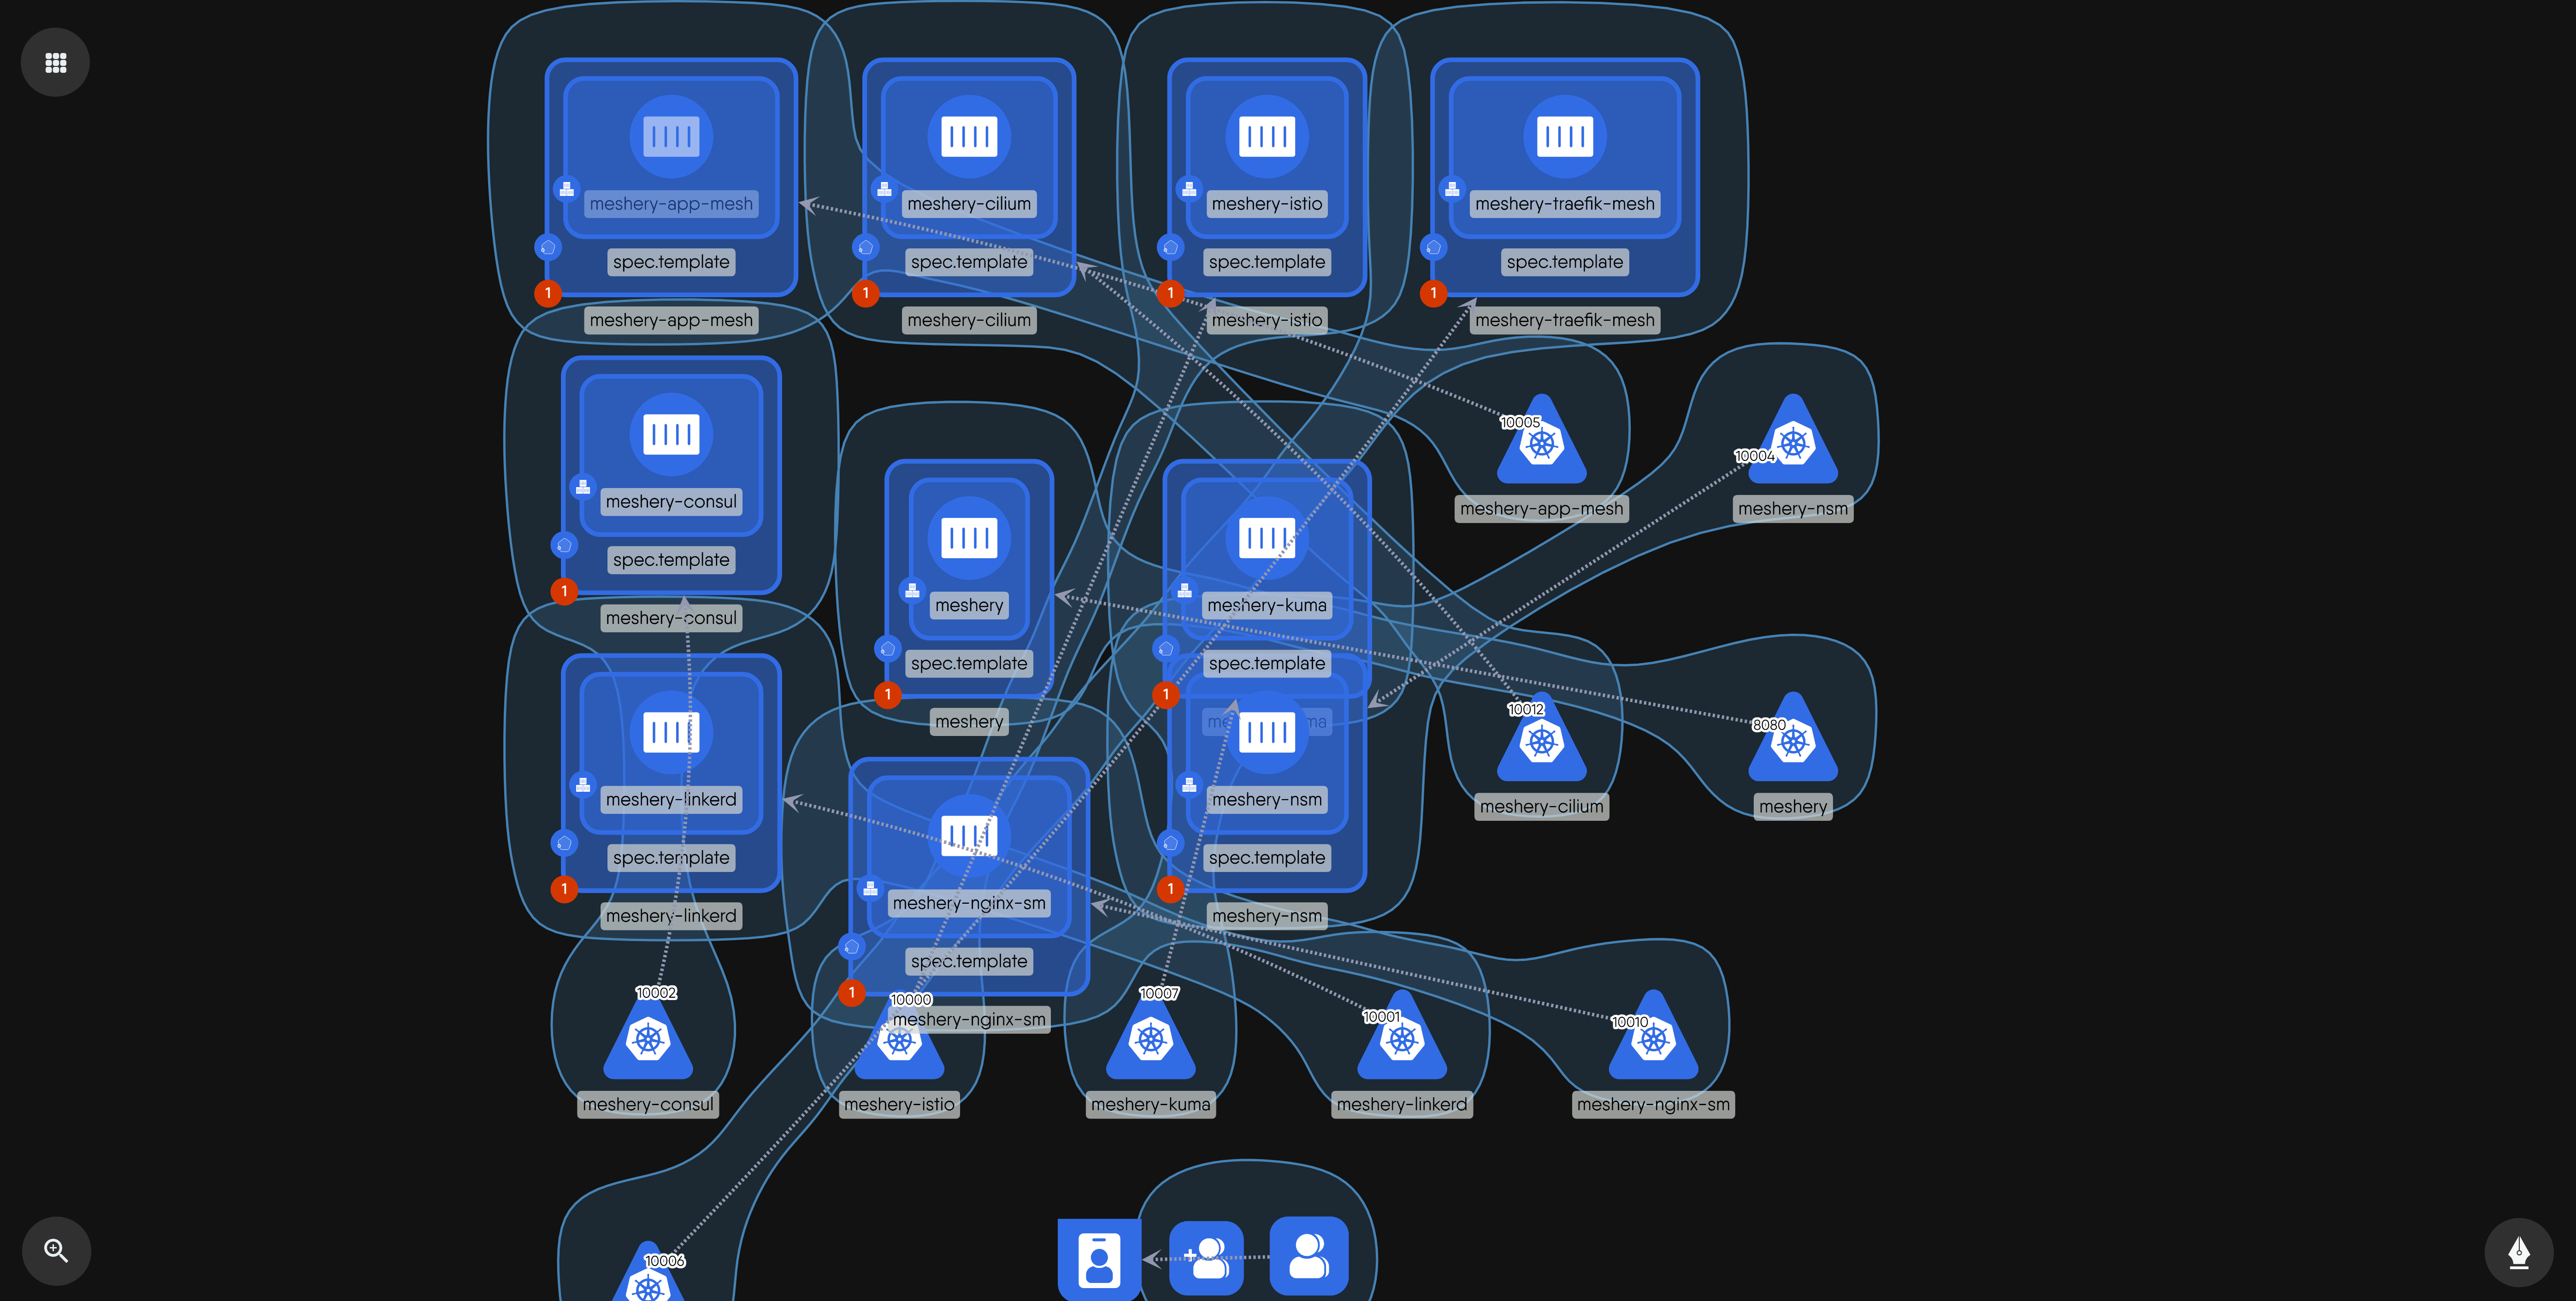 meshery-app-mesh
spec.template
1
meshery-app-mesh
meshery-cilium
spec.template
1
meshery-cilium
meshery-istio
spec.template
1
meshery-istio
meshery-traefik-mesh
spec.template
1
meshery-traefik-mesh
meshery-consul
spec.template
1
meshery-consul
meshery
spec.template
1
meshery
meshery-kuma
spec.template
1
10005
meshery-app-mesh
10004
meshery-nsm
meshery-linkerd
spec.template
1
meshery-linkerd
meshery-nginx-sm
spec.template
1
meshery-nginx-sm
meshery-nsm
spec.template
1
meshery-nsm
10012
meshery-cilium
8080
meshery
10002
meshery-consul
10000
meshery-istio
10007
meshery-kuma
10001
meshery-linkerd
10010
meshery-nginx-sm
10006